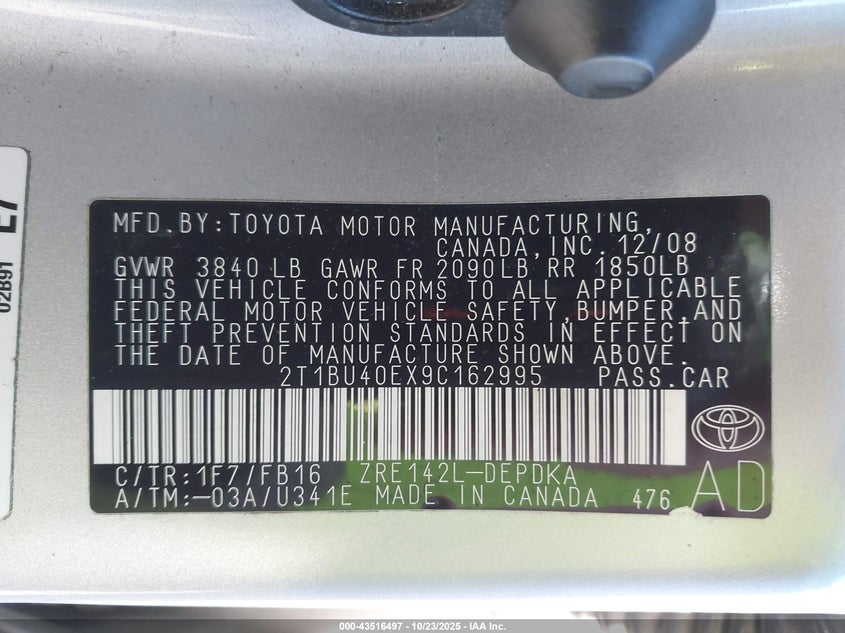 MFD.BY:TOYOTA MOTOR MANUFACTURING,
CANADA,INC. 12/08
GVWR 3840 LB GAWR FR 2090LB RR 1850LB
THIS VEHICLE CONFORMS TO ALL APPLICABLE
FEDERAL MOTOR VEHICLE SAFETY,BUMPER,AND
THEFT PREVENTION STANDARDS IN EFFECT ON
THE DATE OF MANUFACTURE SHOWN ABOVE.
2T1BU40EX9C162995 PASS.CAR
C/TR:1F7/FB16 ZRE142L-DEPDKA
A/TM:-03A/U341E MADE IN CANADA 476 AD
02B91
000-43516497 - 10/23/2025 - IAA Inc.